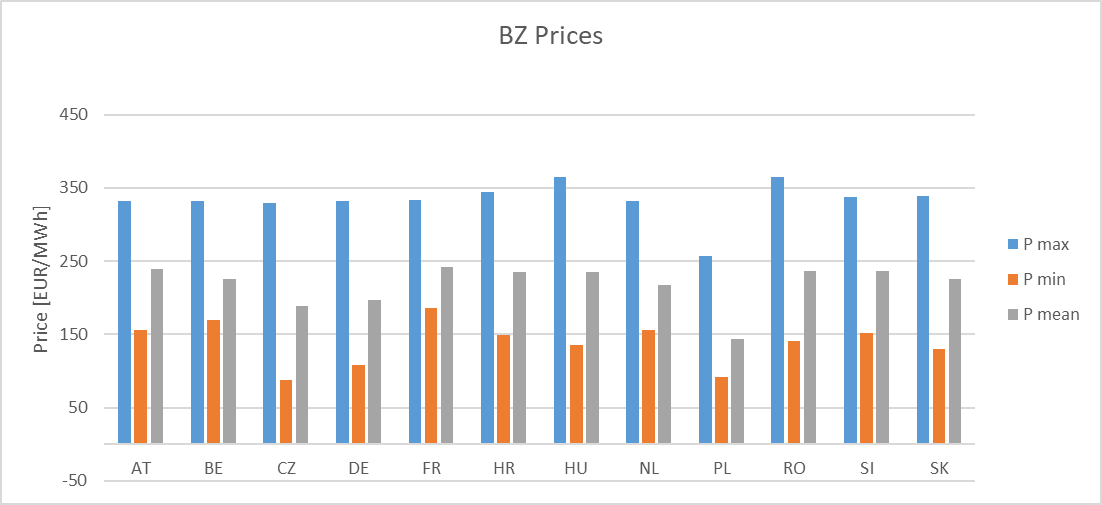 BZ Prices
Price [EUR/MWh]
450
350
250
150
50
-50
AT BE CZ DE FR HR HU NL PL RO SI SK
P max
P min
P mean